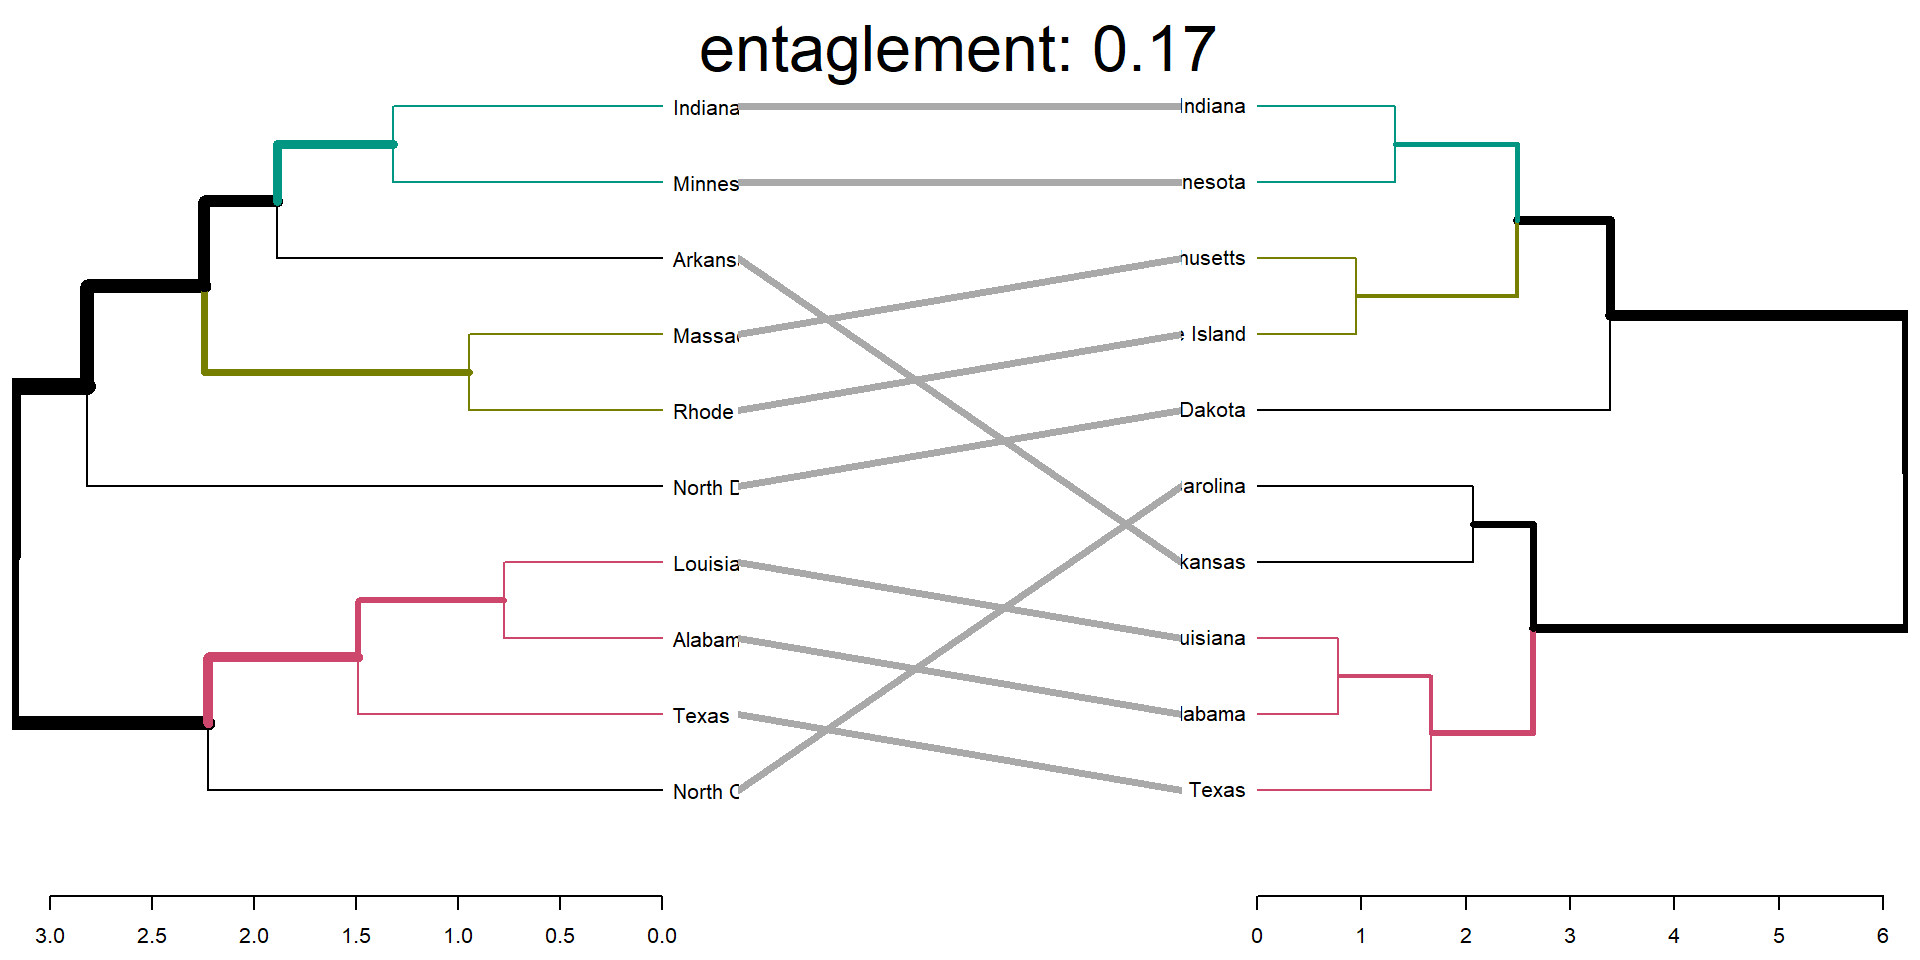 entaglement: 0.17
Indiana Indiana
Minnes nesota
Arkans kansas
Massa husetts
Rhode e Island
North D Dakota
Louisia arolina
Alabam kansas
Texas uisiana
North C labama
Texas
3.0 2.5 2.0 1.5 1.0 0.5 0.0 0 1 2 3 4 5 6